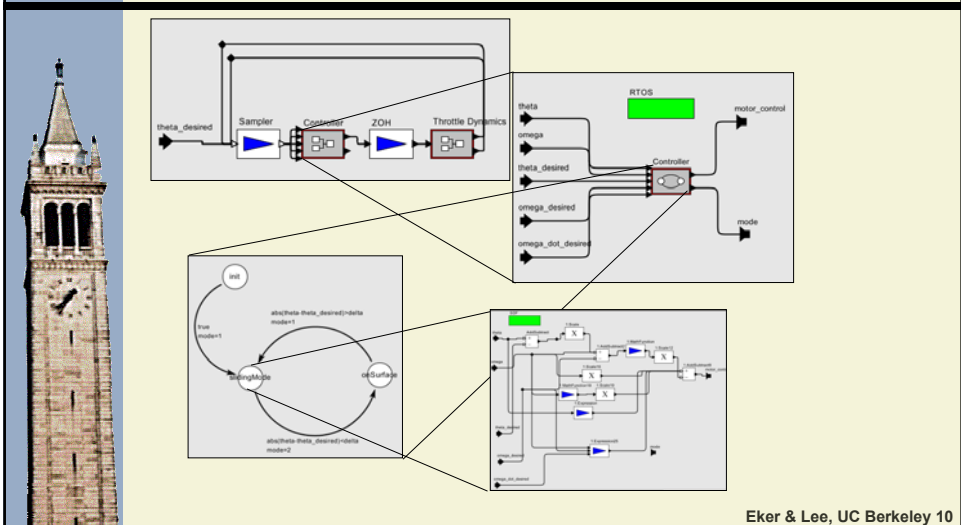 theta_desired
Sampler
Controller
ZOH
Throttle Dynamics
RTOS
theta
omega
theta_desired
omega_desired
omega_dot_desired
Controller
motor_control
mode
init
true
mode=1
abs(theta-theta_desired)>delta
mode=1
slidingMode
onSurface
abs(theta-theta_desired)<delta
mode=2
theta
omega
theta_desired
omega_desired
omega_dot_desired
X
X
X
X
Eker & Lee, UC Berkeley 10